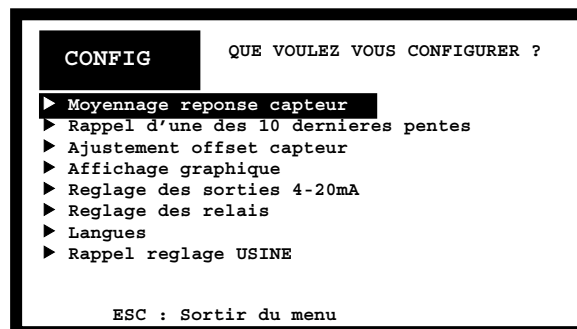 CONFIG
QUE VOULEZ VOUS CONFIGURER ?
Moyennage reponse capteur
Rappel d'une des 10 dernieres pentes
Ajustement offset capteur
Affichage graphique
Reglage des sorties 4-20mA
Reglage des relais
Langues
Rappel reglage USINE
ESC : Sortir du menu